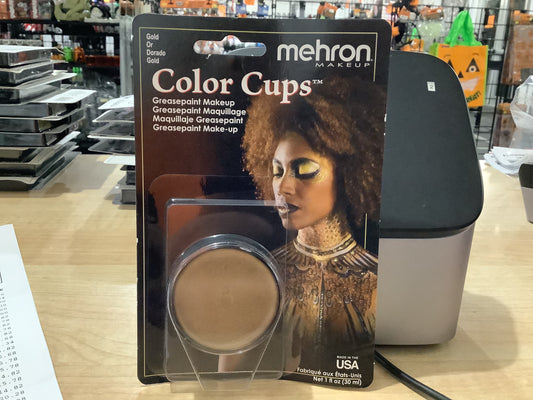 Gold
Or
Dorado
Gold
mehron
MAKEUP
Color Cups™
Greasepaint Makeup
Greasepaint Maquillage
Maquillaje Greasepaint
Greasepaint Make-up
MADE IN THE
USA
Fabriqué aux États-Unis
Net 1 fl oz (30 ml)